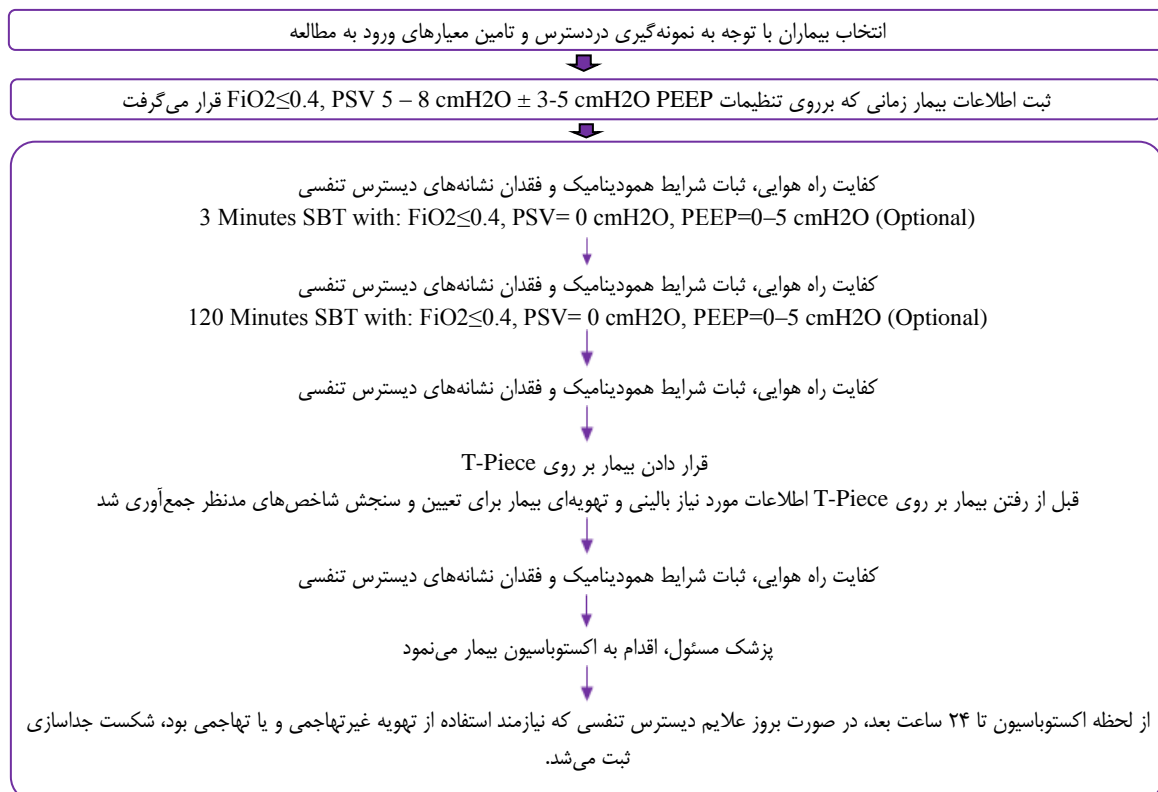 انتخاب بیماران با توجه به نمونه‌گیری دردسترس و تامین معیارهای ورود به مطالعه
ثبت اطلاعات بیمار زمانی که برروی تنظیمات FiO2≤0.4, PSV 5 – 8 cmH2O ± 3-5 cmH2O PEEP قرار می‌گرفت
کفایت راه هوایی، ثبات شرایط همودینامیک و فقدان نشانه‌های دیسترس تنفسی
3 Minutes SBT with: FiO2≤0.4, PSV= 0 cmH2O, PEEP=0–5 cmH2O (Optional)
کفایت راه هوایی، ثبات شرایط همودینامیک و فقدان نشانه‌های دیسترس تنفسی
120 Minutes SBT with: FiO2≤0.4, PSV= 0 cmH2O, PEEP=0–5 cmH2O (Optional)
کفایت راه هوایی، ثبات شرایط همودینامیک و فقدان نشانه‌های دیسترس تنفسی
قرار دادن بیمار بر روی T-Piece
قبل از رفتن بیمار بر روی T-Piece اطلاعات مورد نیاز بالینی و تهویه‌ای بیمار برای تعیین و سنجش شاخص‌های مدنظر جمع‌آوری شد
کفایت راه هوایی، ثبات شرایط همودینامیک و فقدان نشانه‌های دیسترس تنفسی
پزشک مسئول، اقدام به اکستوباسیون بیمار می‌نمود
از لحظه اکستوباسیون تا ۲۴ ساعت بعد، در صورت بروز علایم دیسترس تنفسی که نیازمند استفاده از تهویه غیرتهاجمی و یا تهاجمی بود، شکست جداسازی
ثبت می‌شد.